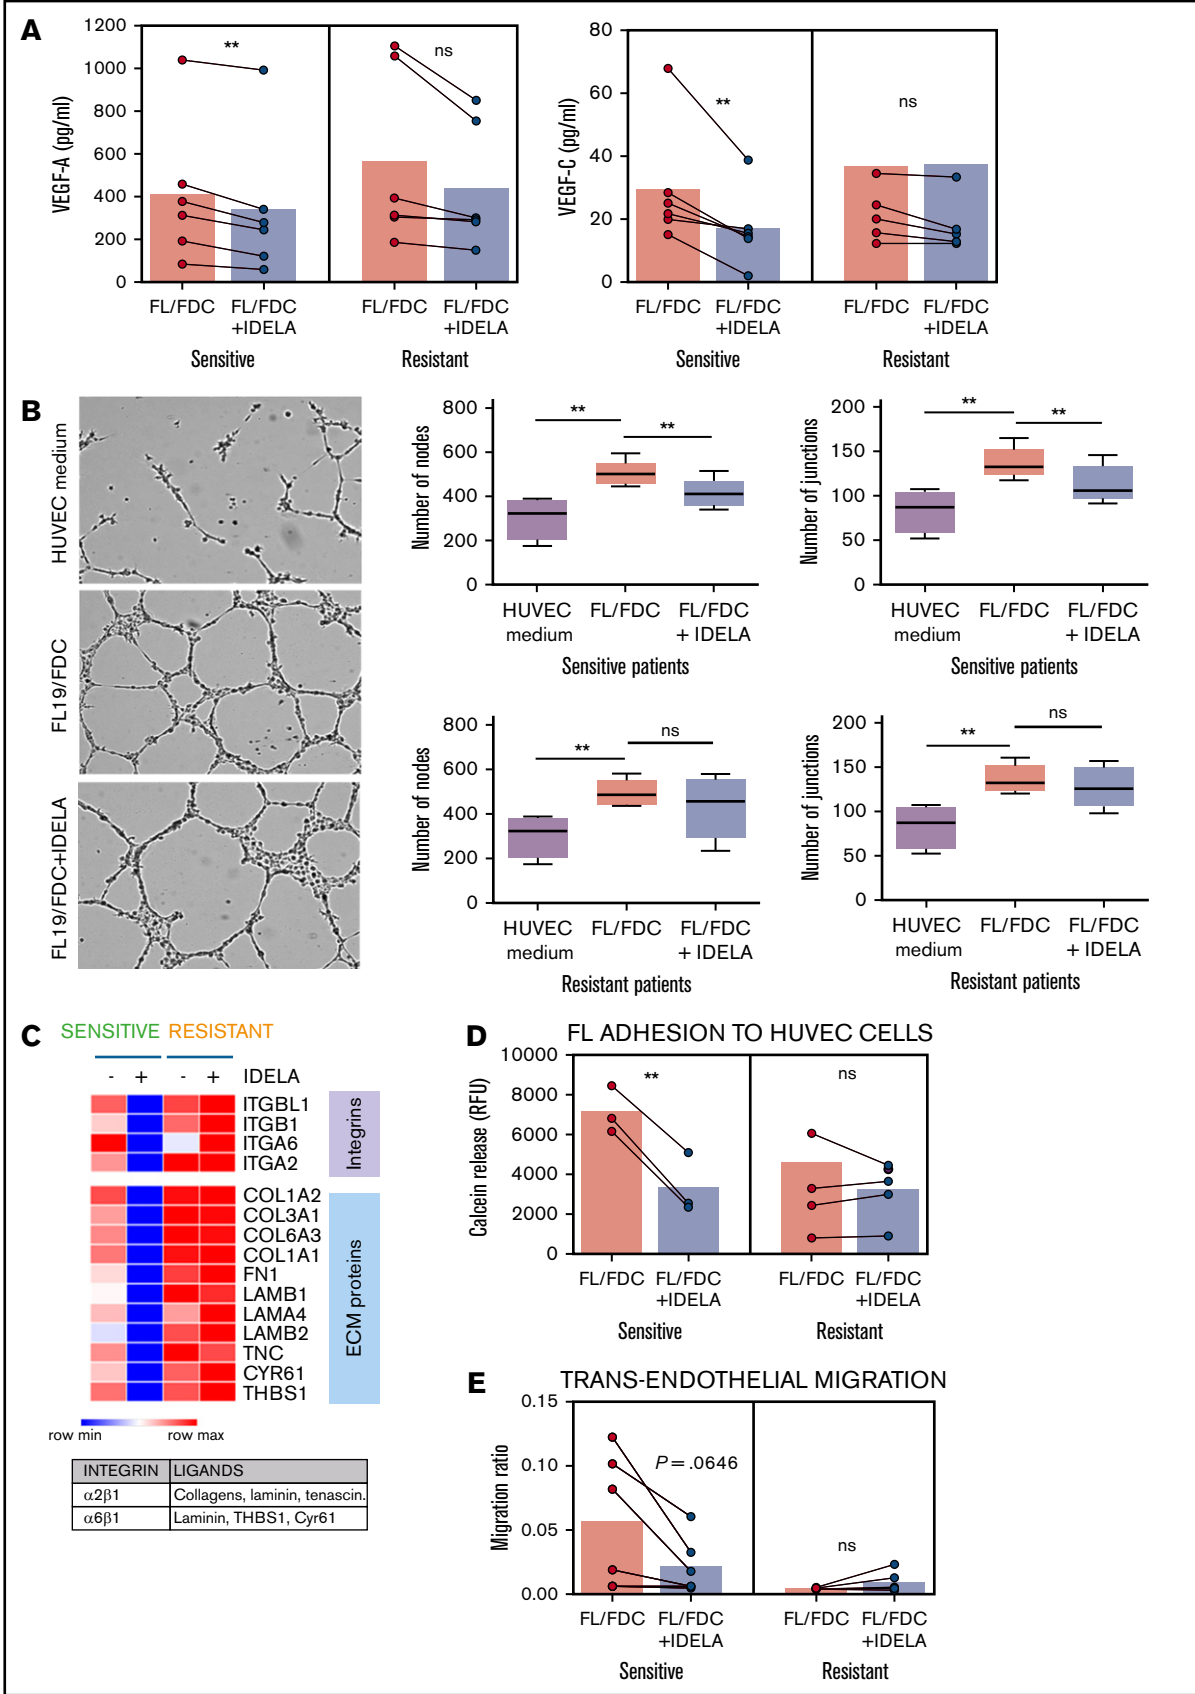 A
1200
1000
800
600
400
200
0
VEGF-A (pg/ml)
**
ns
FL/FDC
FL/FDC
+IDELA
FL/FDC
FL/FDC
+IDELA
Sensitive
Resistant
80
60
40
20
0
VEGF-C (pg/ml)
**
ns
FL/FDC
FL/FDC
+IDELA
FL/FDC
FL/FDC
+IDELA
Sensitive
Resistant
B
HUVEC medium
FL19/FDC
FL19/FDC+IDELA
800
600
400
200
0
Number of nodes
**
**
HUVEC
medium
FL/FDC
FL/FDC
+ IDELA
Sensitive patients
200
150
100
50
0
Number of junctions
**
**
HUVEC
medium
FL/FDC
FL/FDC
+ IDELA
Sensitive patients
800
600
400
200
0
Number of nodes
**
ns
HUVEC
medium
FL/FDC
FL/FDC
+ IDELA
Resistant patients
200
150
100
50
0
Number of junctions
**
ns
HUVEC
medium
FL/FDC
FL/FDC
+ IDELA
Resistant patients
C
SENSITIVE RESISTANT
- + - + IDELA
ITGBL1
ITGB1
ITGA6
ITGA2
Integrins
COL1A2
COL3A1
COL6A3
COL1A1
FN1
LAMB1
LAMA4
LAMB2
TNC
CYR61
THBS1
ECM proteins
row min row max
INTEGRIN LIGANDS
α2β1 Collagens, laminin, tenascin.
α6β1 Laminin, THBS1, Cyr61
D
FL ADHESION TO HUVEC CELLS
10000
8000
6000
4000
2000
0
Calcein release (RFU)
**
ns
FL/FDC
FL/FDC
+IDELA
FL/FDC
FL/FDC
+IDELA
Sensitive
Resistant
E
TRANS-ENDOTHELIAL MIGRATION
0.15
0.10
0.05
0.00
Migration ratio
P = .0646
ns
FL/FDC
FL/FDC
+IDELA
FL/FDC
FL/FDC
+IDELA
Sensitive
Resistant